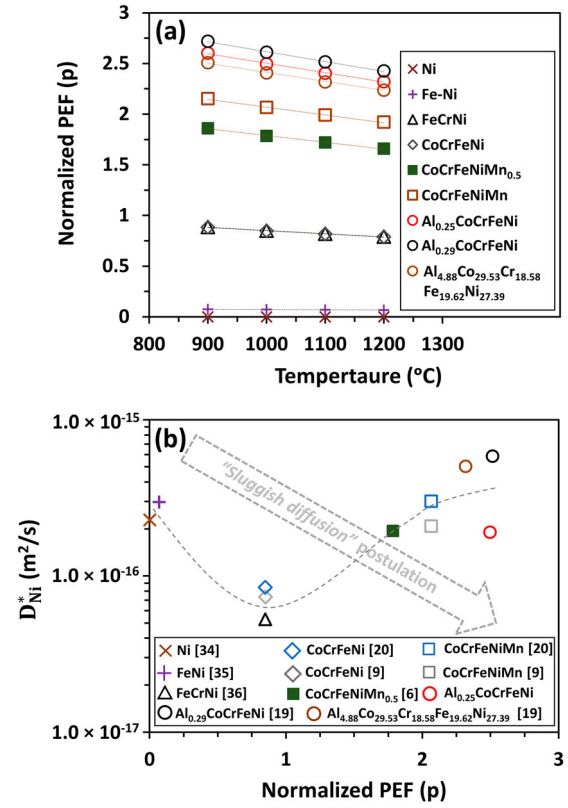 (a)
Normalized PEF (p)
3
2.5
2
1.5
1
0.5
0
800 900 1000 1100 1200 1300
Tempertaure (°C)
Ni
Fe-Ni
FeCrNi
CoCrFeNi
CoCrFeNiMn₀.₅
CoCrFeNiMn
Al₀.₂₅CoCrFeNi
Al₀.₂₉CoCrFeNi
Al₄.₈₈Co₂₉.₅₃Cr₁₈.₅₈
Fe₁₉.₆₂Ni₂₇.₃₉
(b)
D*Ni (m²/s)
1.0 × 10⁻¹⁵
1.0 × 10⁻¹⁶
1.0 × 10⁻¹⁷
"Sluggish diffusion" postulation
Ni [34] CoCrFeNi [20] CoCrFeNiMn [20]
FeNi [35] CoCrFeNi [9] CoCrFeNiMn [9]
FeCrNi [36] CoCrFeNiMn₀.₅ [6] Al₀.₂₅CoCrFeNi
Al₀.₂₉CoCrFeNi [19] Al₄.₈₈Co₂₉.₅₃Cr₁₈.₅₈Fe₁₉.₆₂Ni₂₇.₃₉ [19]
0 1 2 3
Normalized PEF (p)